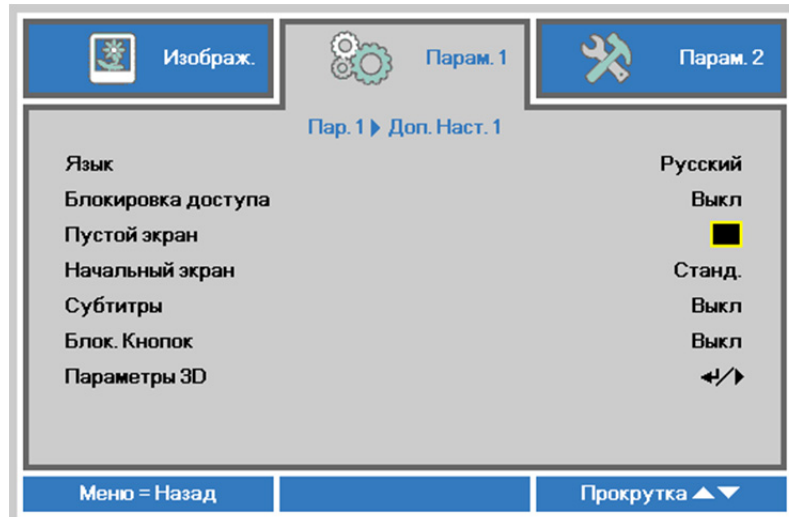 Изображ. Парам. 1 Парам. 2
Пар. 1 ▶ Доп. Наст. 1
Язык Русский
Блокировка доступа Выкл
Пустой экран
Начальный экран Станд.
Субтитры Выкл
Блок. Кнопок Выкл
Параметры 3D ↵/▶
Меню = Назад Прокрутка ▲▼